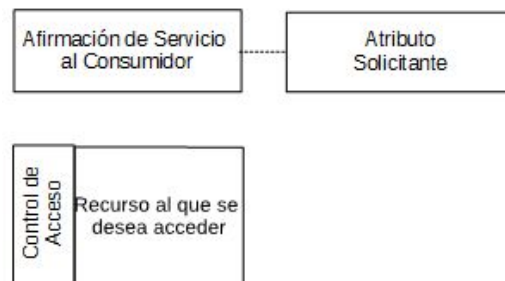 Afirmación de Servicio
al Consumidor
Atributo
Solicitante
Control de
Acceso
Recurso al que se
desea acceder